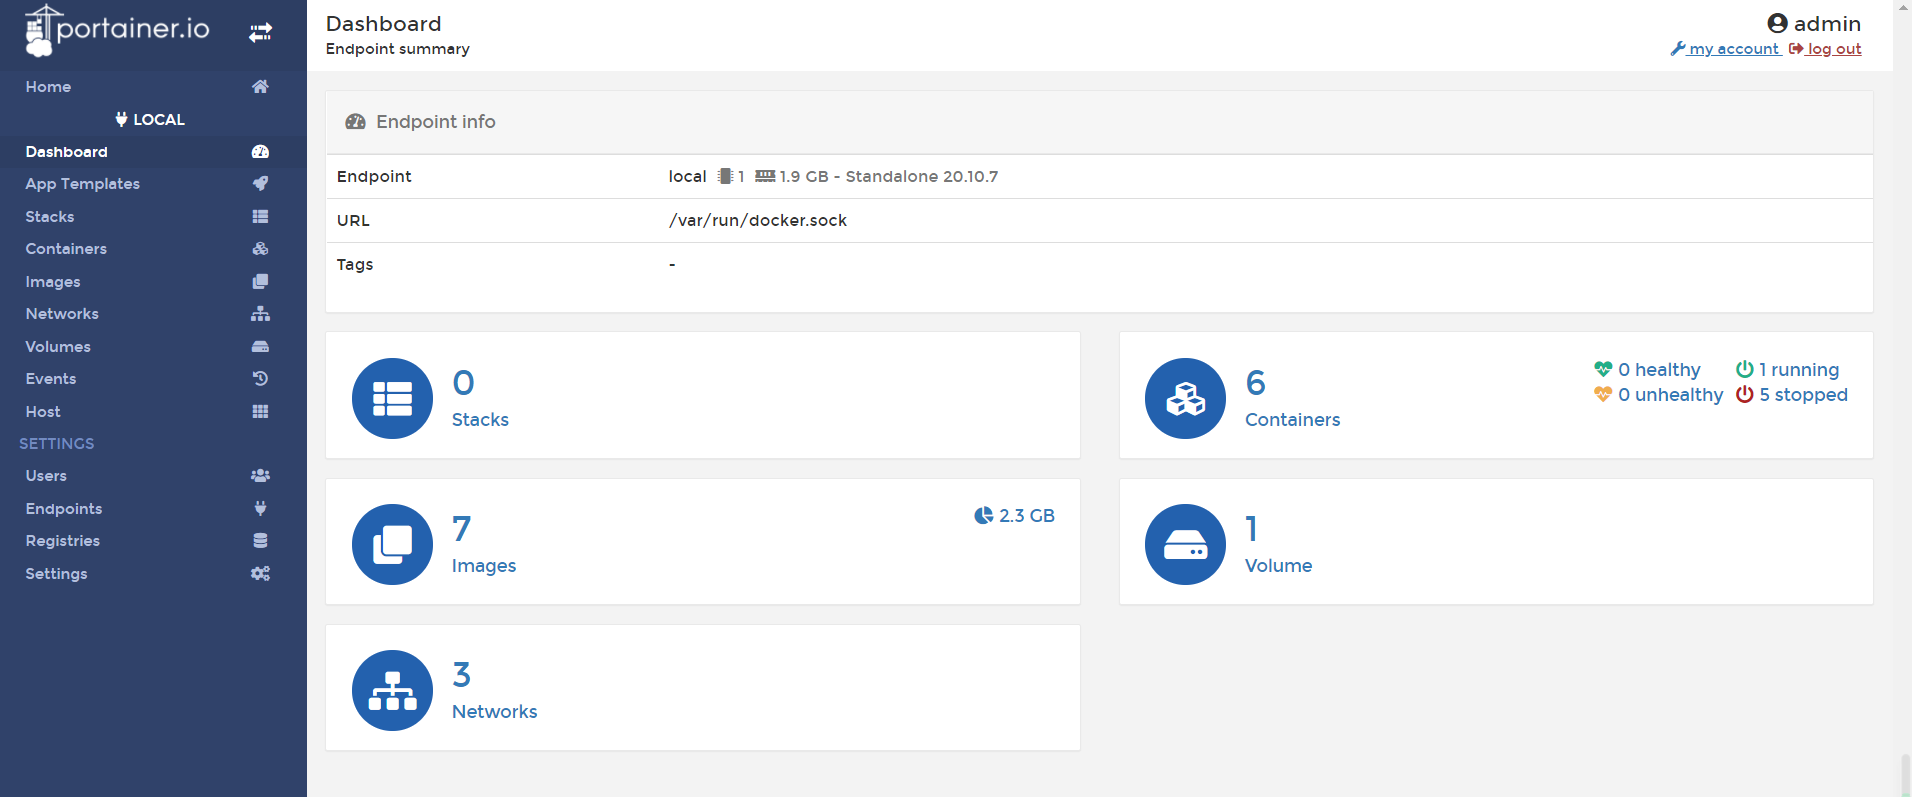 portainer.io
Home
LOCAL
Dashboard
App Templates
Stacks
Containers
Images
Networks
Volumes
Events
Host
SETTINGS
Users
Endpoints
Registries
Settings
Dashboard
Endpoint summary
admin
my account log out
Endpoint info
Endpoint local 1 1.9 GB - Standalone 20.10.7
URL /var/run/docker.sock
Tags -
0
Stacks
6
Containers
0 healthy 1 running
0 unhealthy 5 stopped
7
Images
2.3 GB
1
Volume
3
Networks